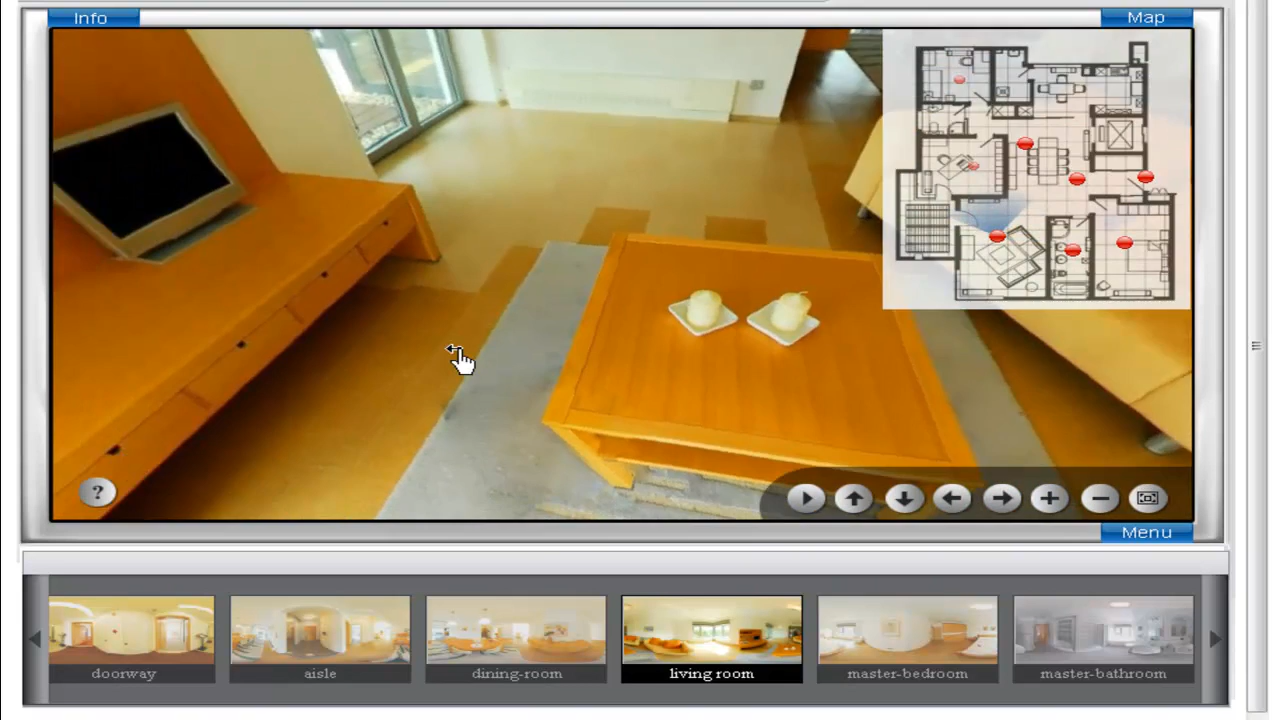 Info
Map
?
Menu
doorway
aisle
dining-room
living room
master-bedroom
master-bathroom